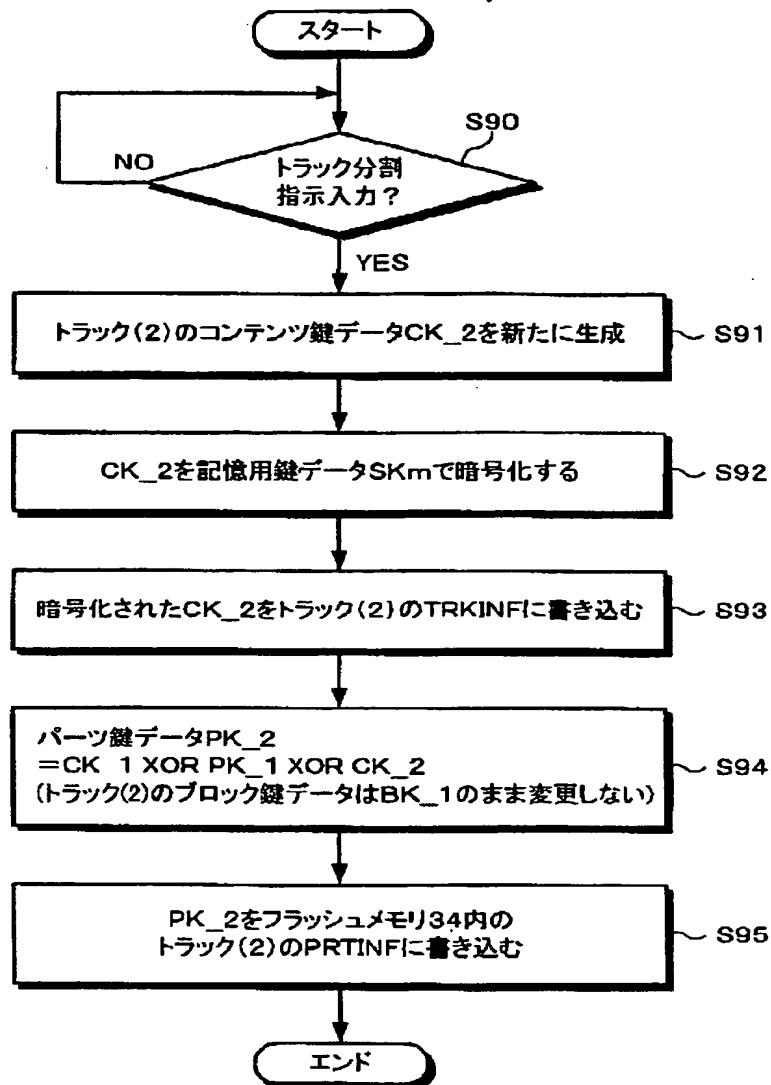 スタート
S90
NO
トラック分割
指示入力？
YES
トラック(2)のコンテンツ鍵データCK_2を新たに生成
S91
CK_2を記憶用鍵データSKmで暗号化する
S92
暗号化されたCK_2をトラック(2)のTRKINFに書き込む
S93
パーツ鍵データPK_2
=CK_1 XOR PK_1 XOR CK_2
(トラック(2)のブロック鍵データはBK_1のまま変更しない)
S94
PK_2をフラッシュメモリ34内の
トラック(2)のPRTINFに書き込む
S95
エンド